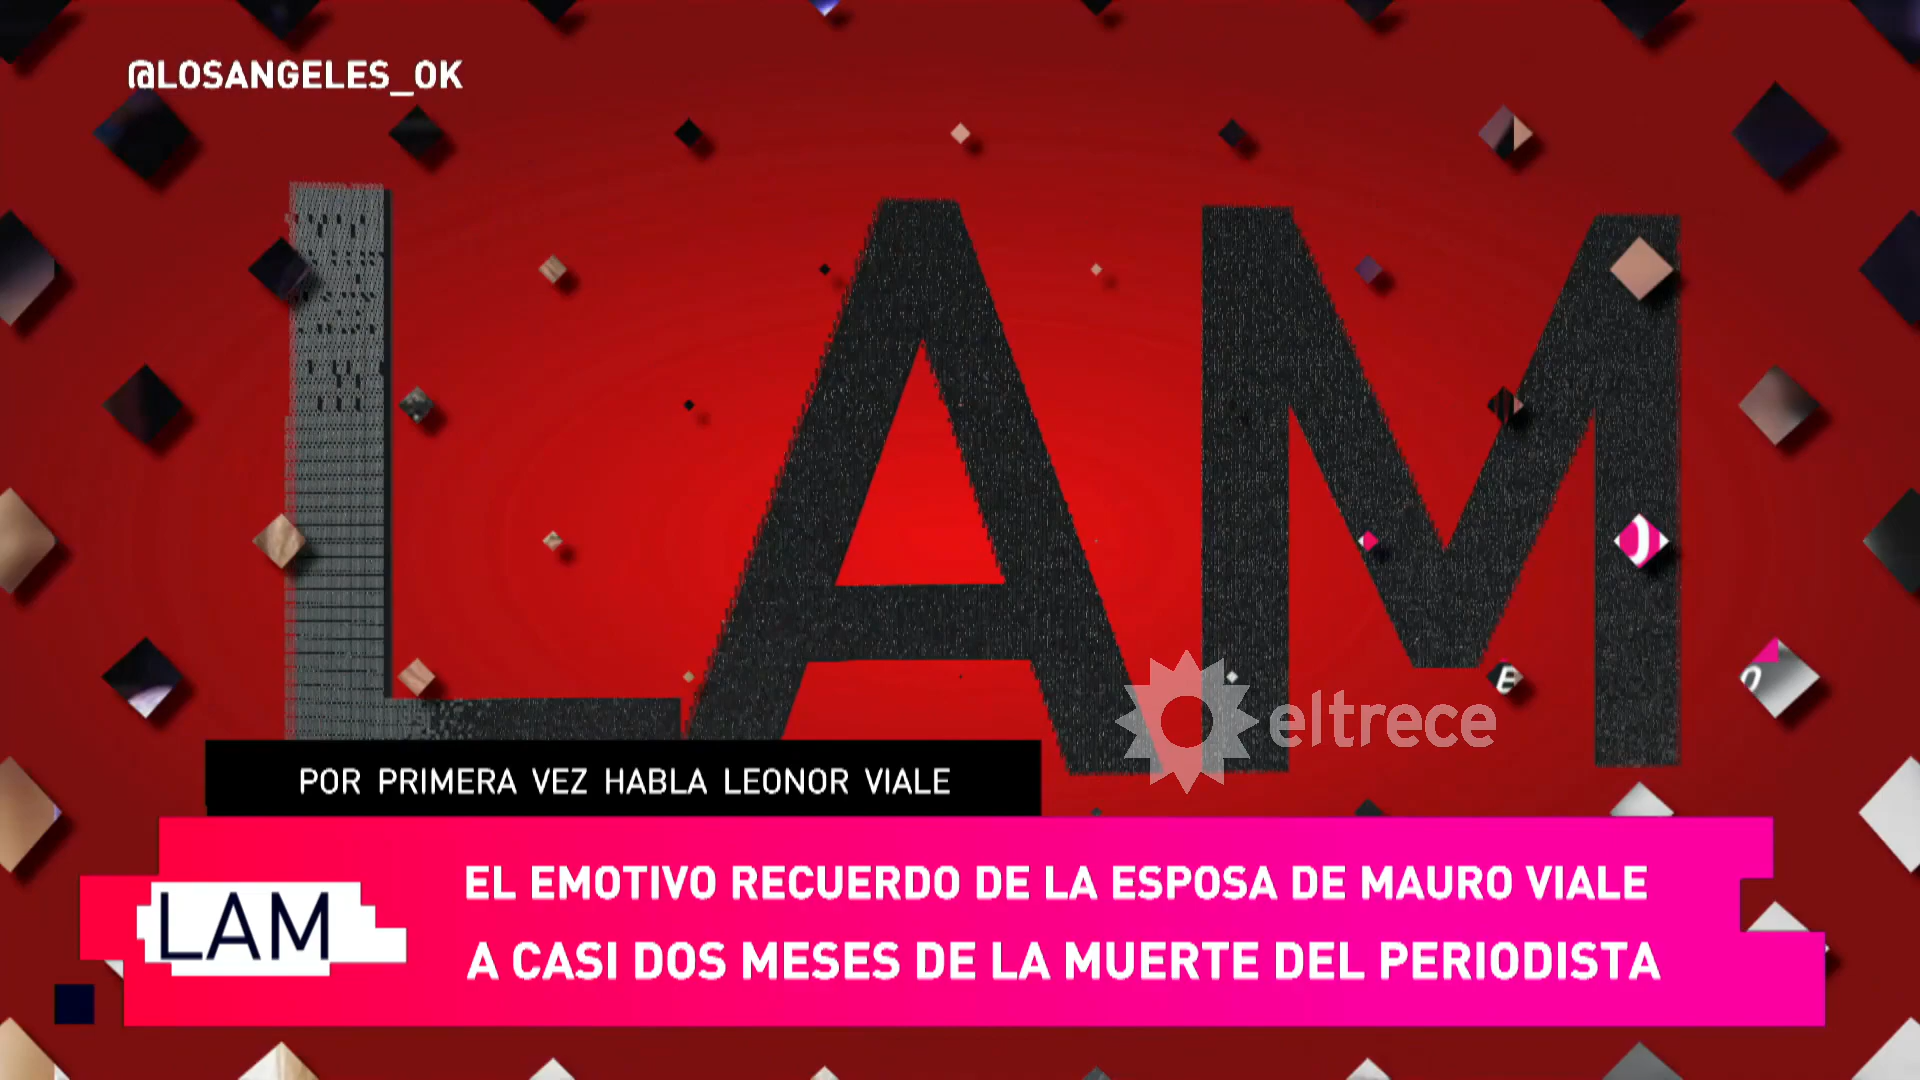 @LOSANGELES_OK
LAM
eltrece
POR PRIMERA VEZ HABLA LEONOR VIALE
EL EMOTIVO RECUERDO DE LA ESPOSA DE MAURO VIALE
LAM
A CASI DOS MESES DE LA MUERTE DEL PERIODISTA